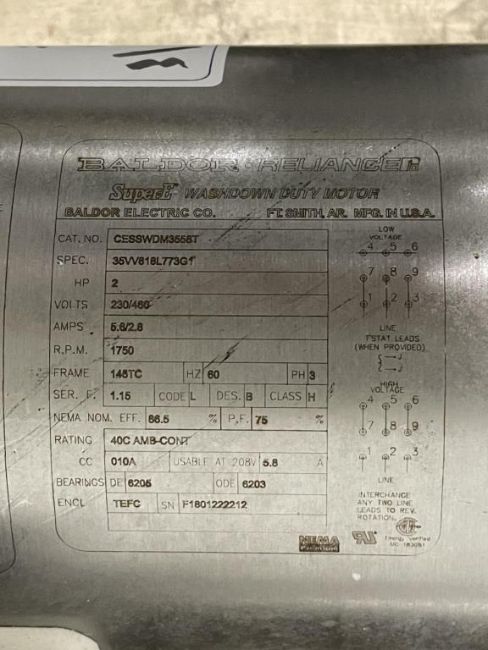 BALDOR · RELIANCER
Super-E WASHDOWN DUTY MOTOR
BALDOR ELECTRIC CO. FT. SMITH, AR. MFG. IN U.S.A.
CAT. NO. CESSWDM3558T
SPEC. 35VV818L773G1
HP 2
VOLTS 230/460
AMPS 5.6/2.8
R.P.M. 1750
FRAME 145TC HZ 60 PH 3
SER. F. 1.15 CODE L DES. B CLASS H
NEMA NOM. EFF. 86.5 % P.F. 75 %
RATING 40C AMB-CONT
CC 010A USABLE AT 208V 5.8 A
BEARINGS DE 6205 ODE 6203
ENCL TEFC SN F1801222212
LOW
VOLTAGE
4 5 6
7 8 9
1 2 3
LINE
T'STAT LEADS
(WHEN PROVIDED)
HIGH
VOLTAGE
4 5 6
7 8 9
1 2 3
LINE
INTERCHANGE
ANY TWO LINE
LEADS TO REV.
ROTATION.
NEMA
Premium
Energy Verified